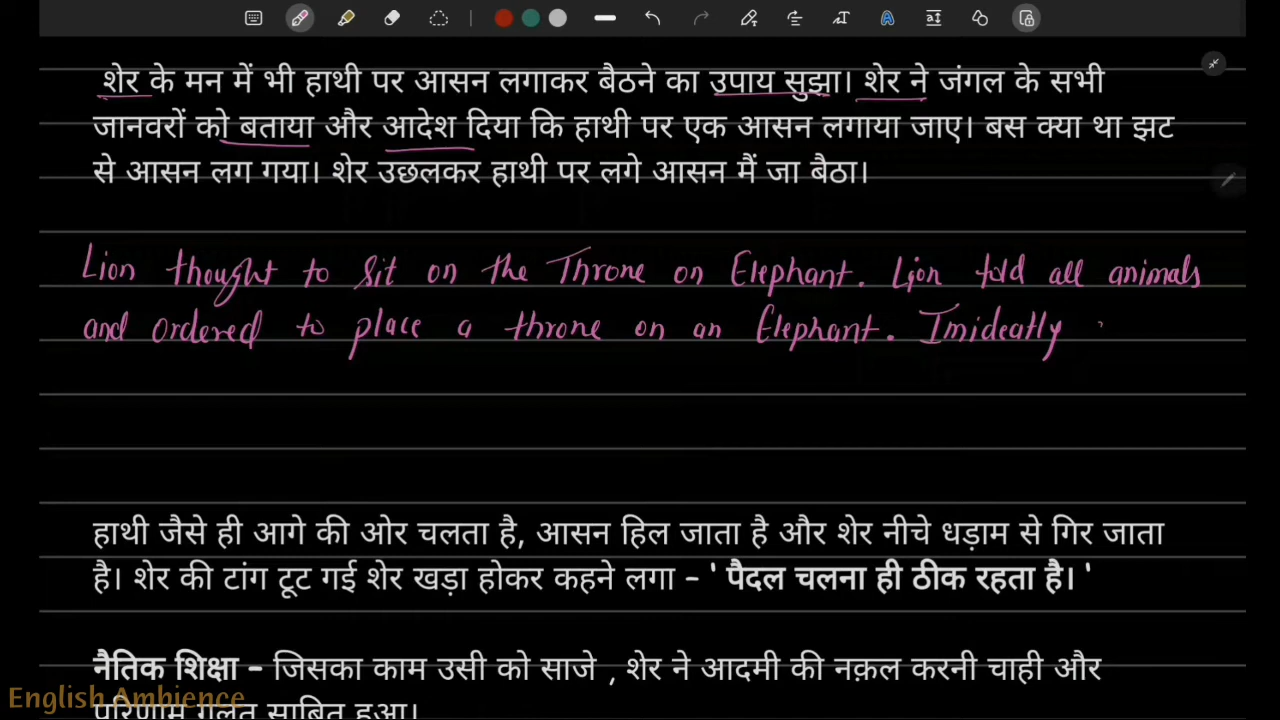 शेर के मन में भी हाथी पर आसन लगाकर बैठने का उपाय सुझा। शेर ने जंगल के सभी
जानवरों को बताया और आदेश दिया कि हाथी पर एक आसन लगाया जाए। बस क्या था झट
से आसन लग गया। शेर उछलकर हाथी पर लगे आसन मैं जा बैठा।
Lion thought to sit on the Throne on Elephant. Lion told all animals
and ordered to place a throne on an Elephant. Imideatly
हाथी जैसे ही आगे की ओर चलता है, आसन हिल जाता है और शेर नीचे धड़ाम से गिर जाता
है। शेर की टांग टूट गई शेर खड़ा होकर कहने लगा – ' पैदल चलना ही ठीक रहता है। '
नैतिक शिक्षा – जिसका काम उसी को साजे , शेर ने आदमी की नक़ल करनी चाही और
English Ambience
परिणाम गलत साबित हुआ।